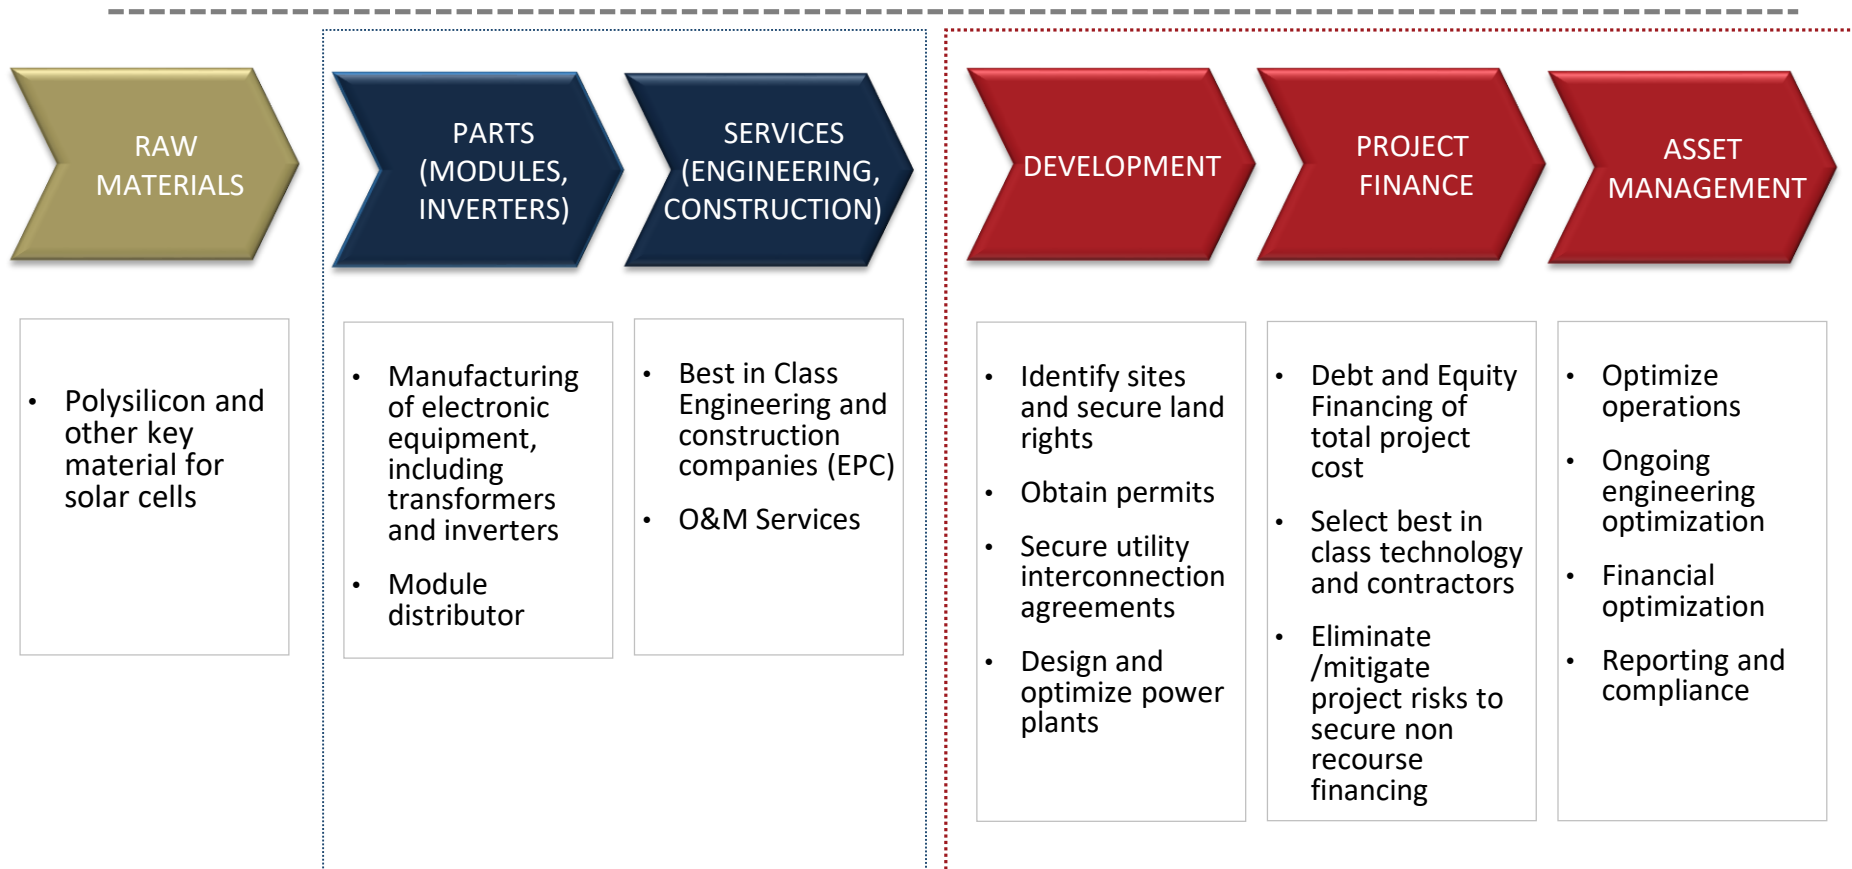 RAW
MATERIALS
PARTS
(MODULES,
INVERTERS)
SERVICES
(ENGINEERING,
CONSTRUCTION)
DEVELOPMENT
PROJECT
FINANCE
ASSET
MANAGEMENT
• Polysilicon and
other key
material for
solar cells
• Manufacturing
of electronic
equipment,
including
transformers
and inverters
• Module
distributor
• Best in Class
Engineering and
construction
companies (EPC)
• O&M Services
• Identify sites
and secure land
rights
• Obtain permits
• Secure utility
interconnection
agreements
• Design and
optimize power
plants
• Debt and Equity
Financing of
total project
cost
• Select best in
class technology
and contractors
• Eliminate
/mitigate
project risks to
secure non
recourse
financing
• Optimize
operations
• Ongoing
engineering
optimization
• Financial
optimization
• Reporting and
compliance